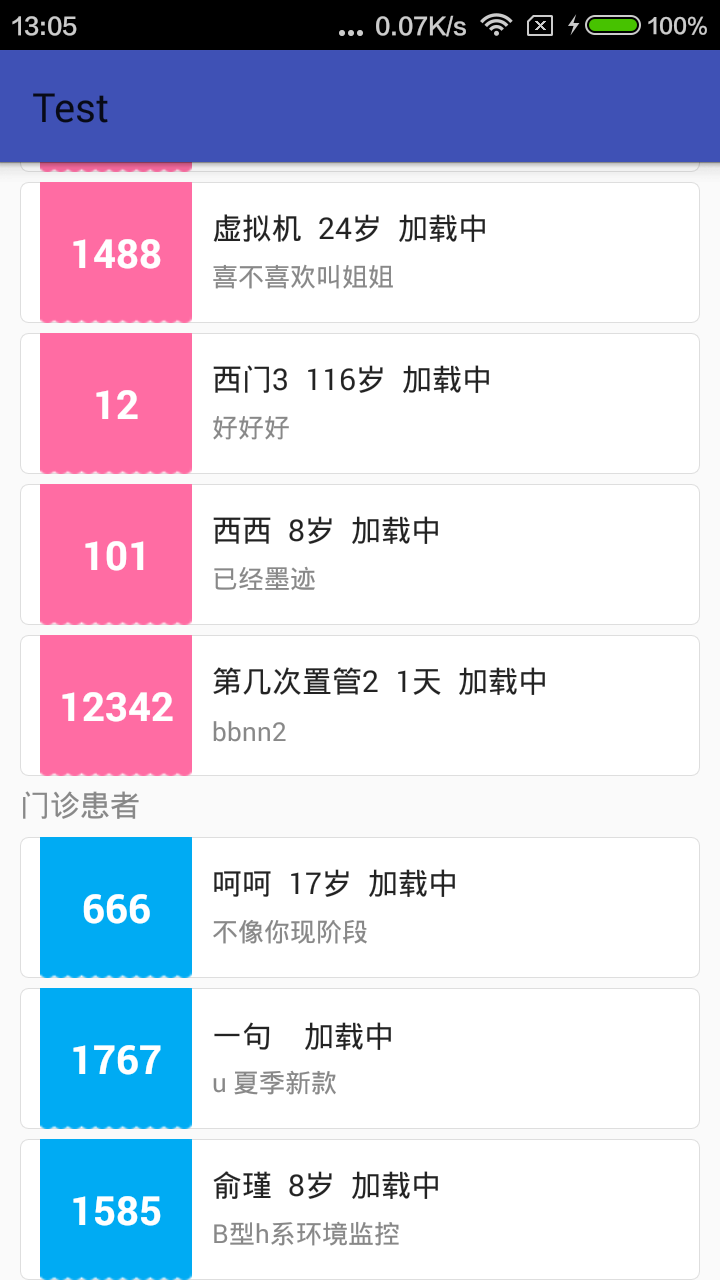 13:05 ... 0.07K/s 100%
Test
1488
虚拟机 24岁 加载中
喜不喜欢叫姐姐
12
西门3 116岁 加载中
好好好
101
西西 8岁 加载中
已经墨迹
12342
第几次置管2 1天 加载中
bbnn2
门诊患者
666
呵呵 17岁 加载中
不像你现阶段
1767
一句 加载中
u 夏季新款
1585
俞瑾 8岁 加载中
B型h系环境监控